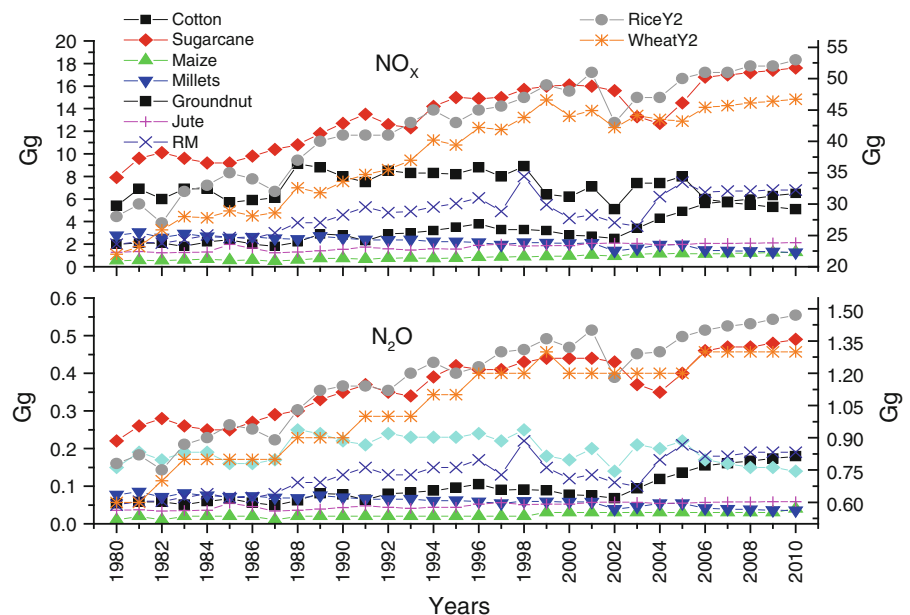 Cotton
Sugarcane
Maize
Millets
Groundnut
Jute
RM
RiceY2
WheatY2
NOX
20
18
16
14
12
10
8
6
4
2
0
Gg
55
50
45
40
35
30
25
20
Gg
N2O
0.6
0.5
0.4
0.3
0.2
0.1
0.0
Gg
1.50
1.35
1.20
1.05
0.90
0.75
0.60
Gg
1980 1982 1984 1986 1988 1990 1992 1994 1996 1998 2000 2002 2004 2006 2008 2010
Years